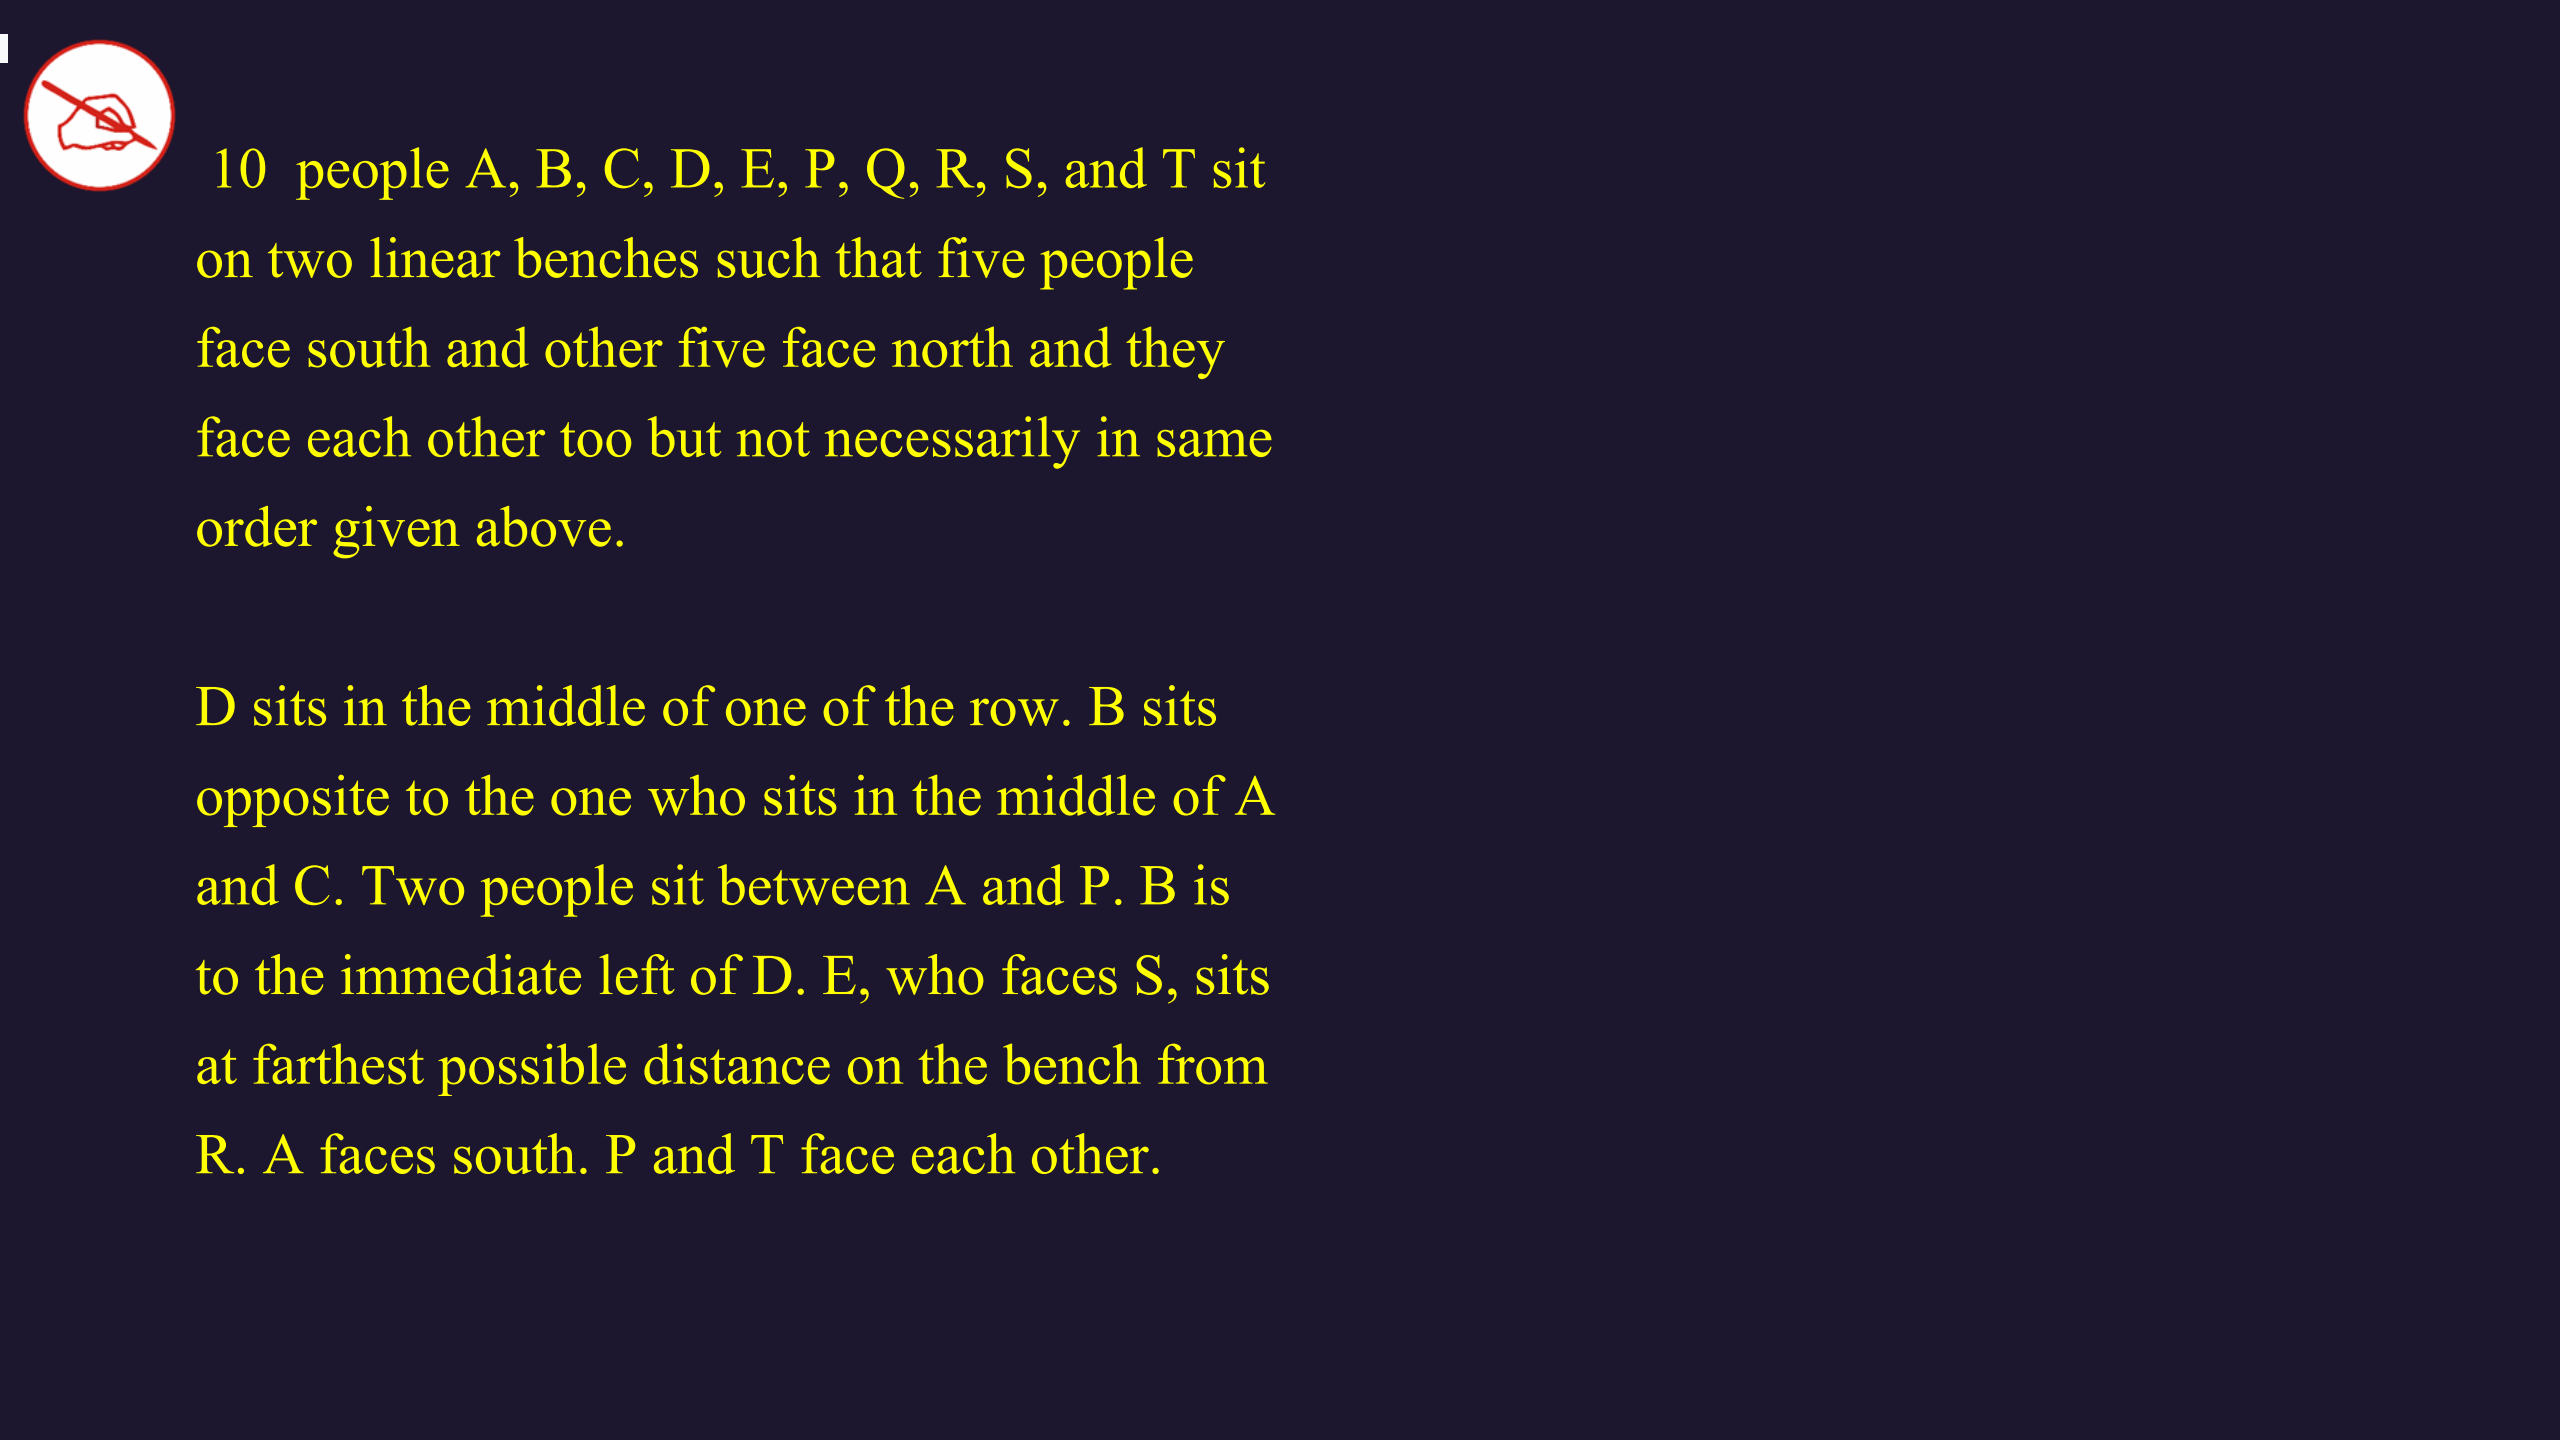 10 people A, B, C, D, E, P, Q, R, S, and T sit
on two linear benches such that five people
face south and other five face north and they
face each other too but not necessarily in same
order given above.
D sits in the middle of one of the row. B sits
opposite to the one who sits in the middle of A
and C. Two people sit between A and P. B is
to the immediate left of D. E, who faces S, sits
at farthest possible distance on the bench from
R. A faces south. P and T face each other.